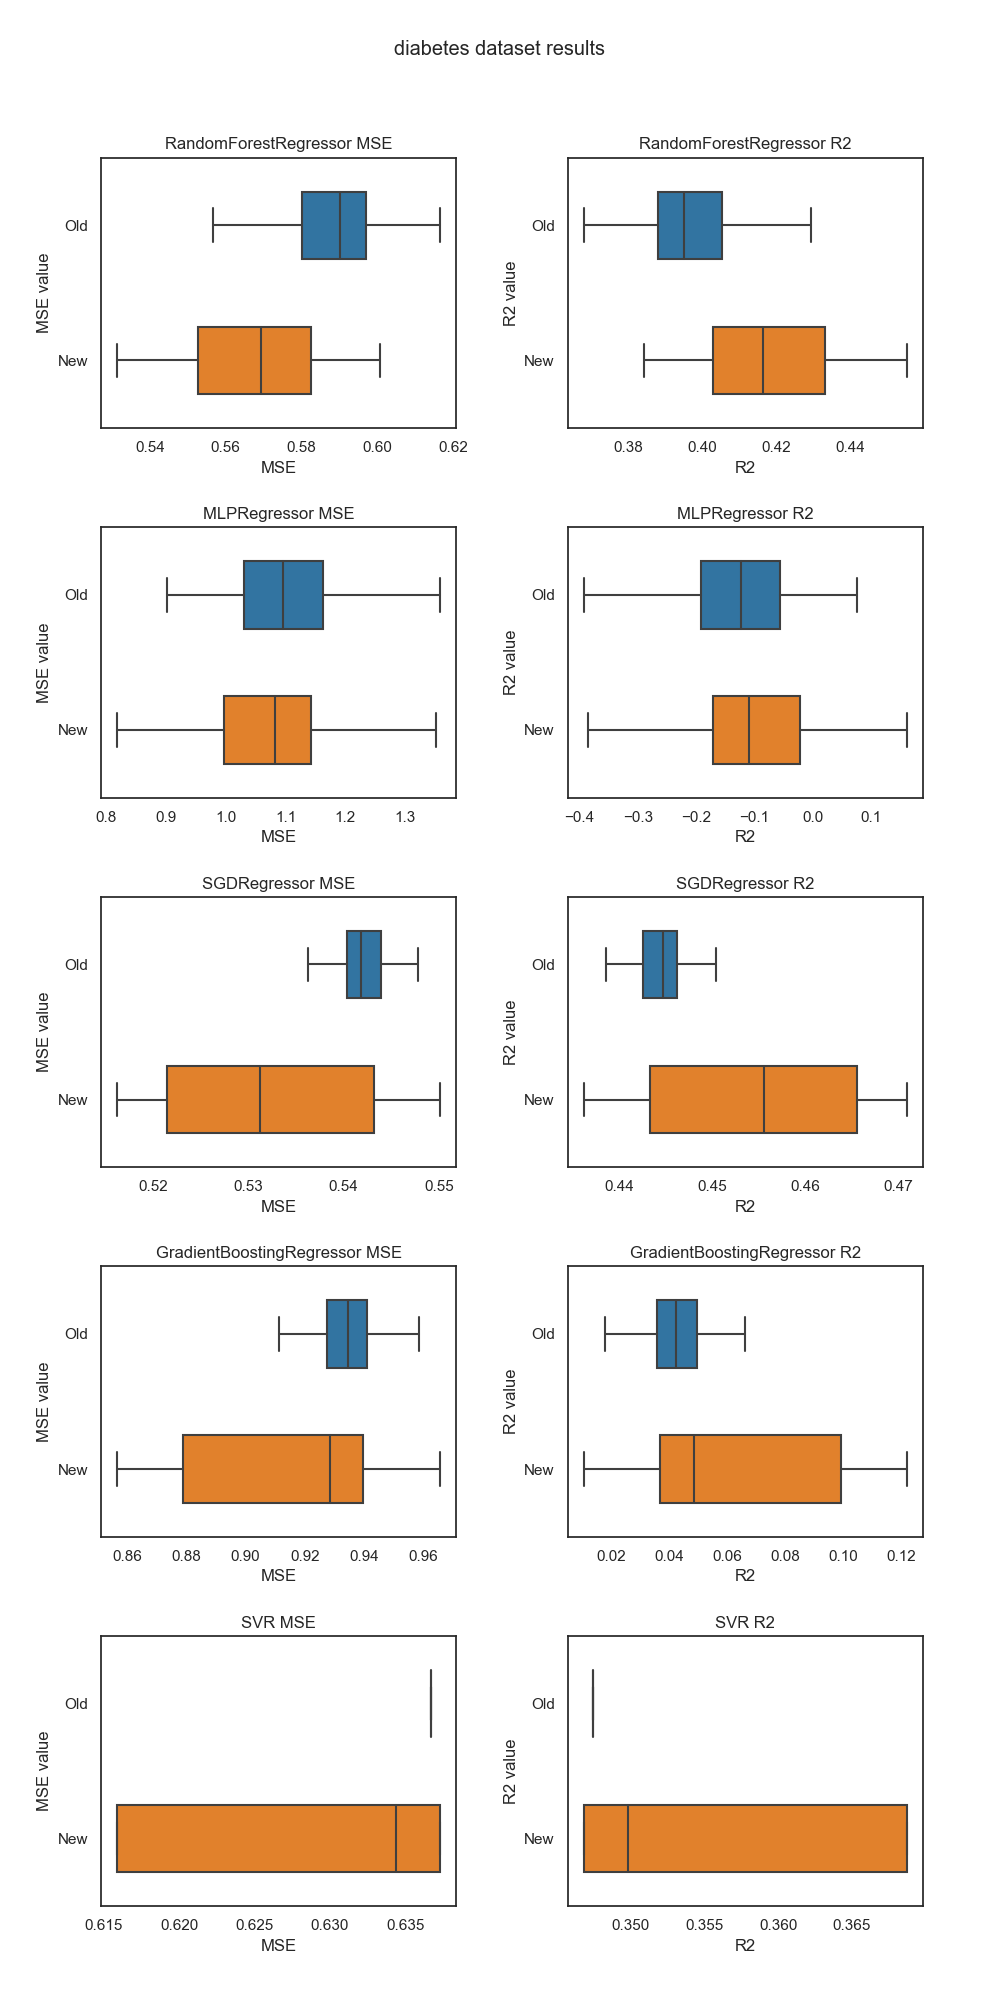 diabetes dataset results
RandomForestRegressor MSE
MSE value
Old
New
0.54 0.56 0.58 0.60 0.62
MSE
RandomForestRegressor R2
R2 value
Old
New
0.38 0.40 0.42 0.44
R2
MLPRegressor MSE
MSE value
Old
New
0.8 0.9 1.0 1.1 1.2 1.3
MSE
MLPRegressor R2
R2 value
Old
New
−0.4 −0.3 −0.2 −0.1 0.0 0.1
R2
SGDRegressor MSE
MSE value
Old
New
0.52 0.53 0.54 0.55
MSE
SGDRegressor R2
R2 value
Old
New
0.44 0.45 0.46 0.47
R2
GradientBoostingRegressor MSE
MSE value
Old
New
0.86 0.88 0.90 0.92 0.94 0.96
MSE
GradientBoostingRegressor R2
R2 value
Old
New
0.02 0.04 0.06 0.08 0.10 0.12
R2
SVR MSE
MSE value
Old
New
0.615 0.620 0.625 0.630 0.635
MSE
SVR R2
R2 value
Old
New
0.350 0.355 0.360 0.365
R2